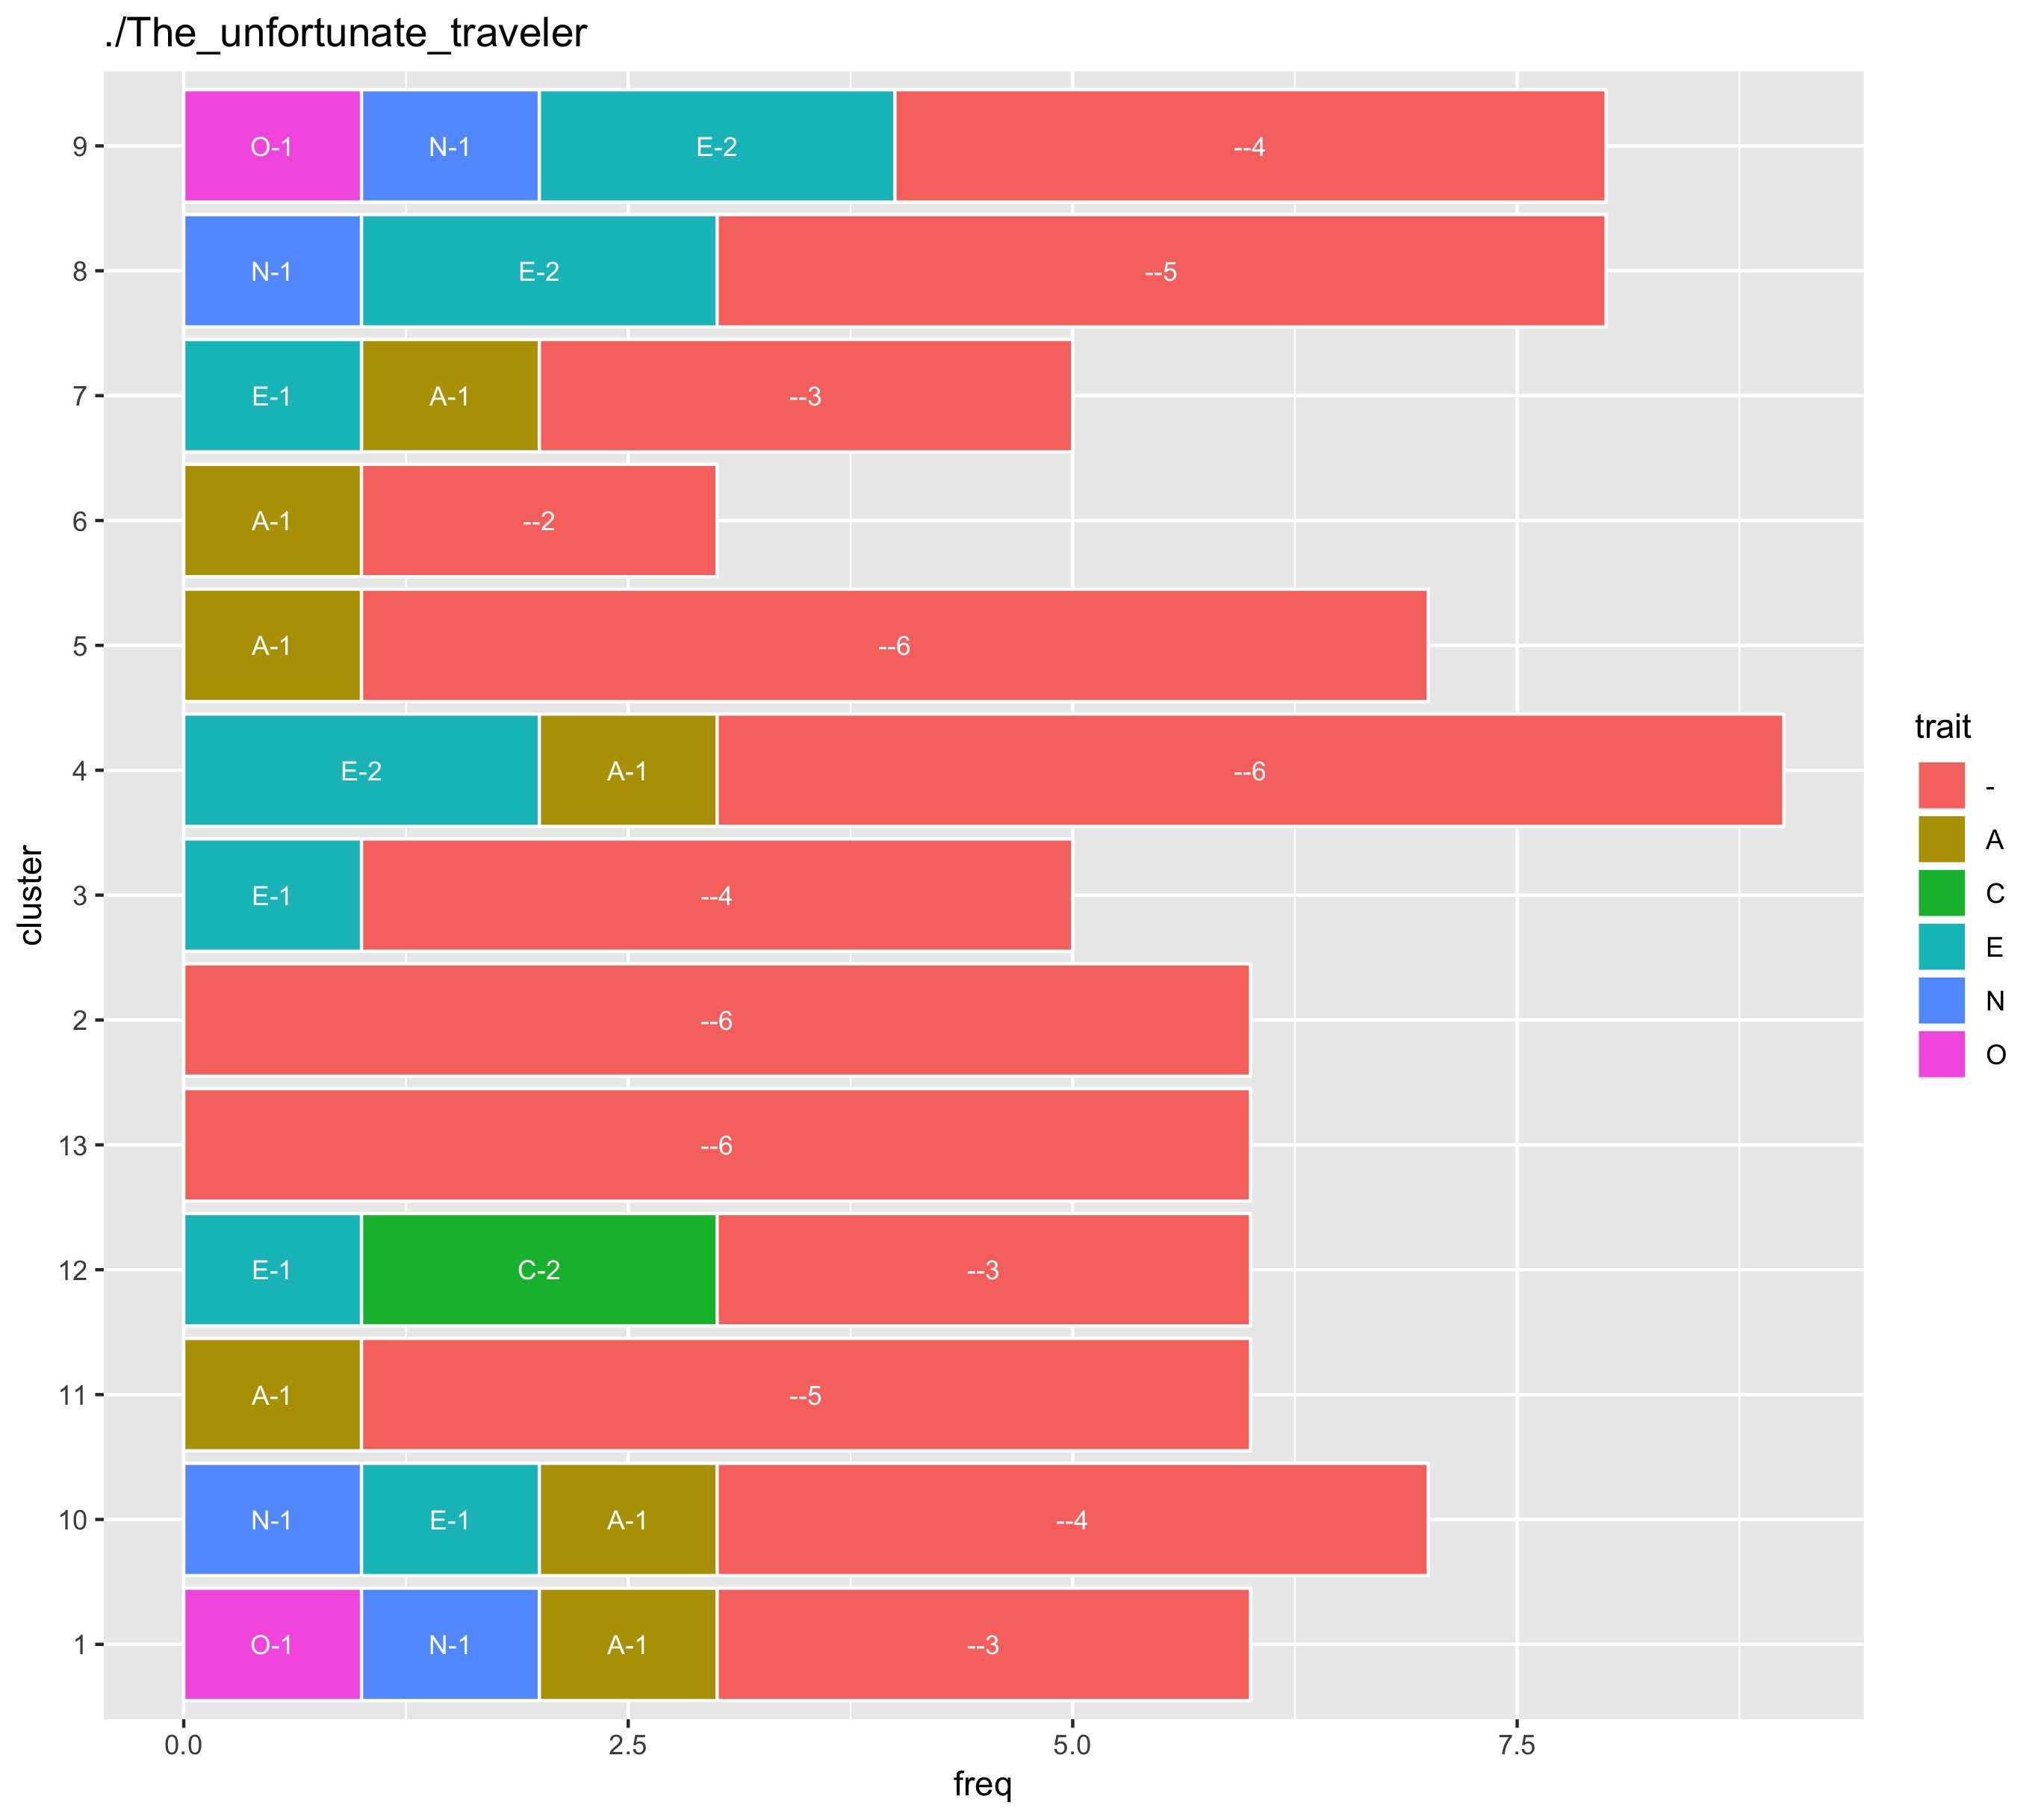 ./The_unfortunate_traveler
9 O-1 N-1 E-2 --4
8 N-1 E-2 --5
7 E-1 A-1 --3
6 A-1 --2
5 A-1 --6
4 E-2 A-1 --6
3 E-1 --4
2 --6
13 --6
12 E-1 C-2 --3
11 A-1 --5
10 N-1 E-1 A-1 --4
1 O-1 N-1 A-1 --3
0.0 2.5 5.0 7.5
freq
cluster
trait
-
A
C
E
N
O